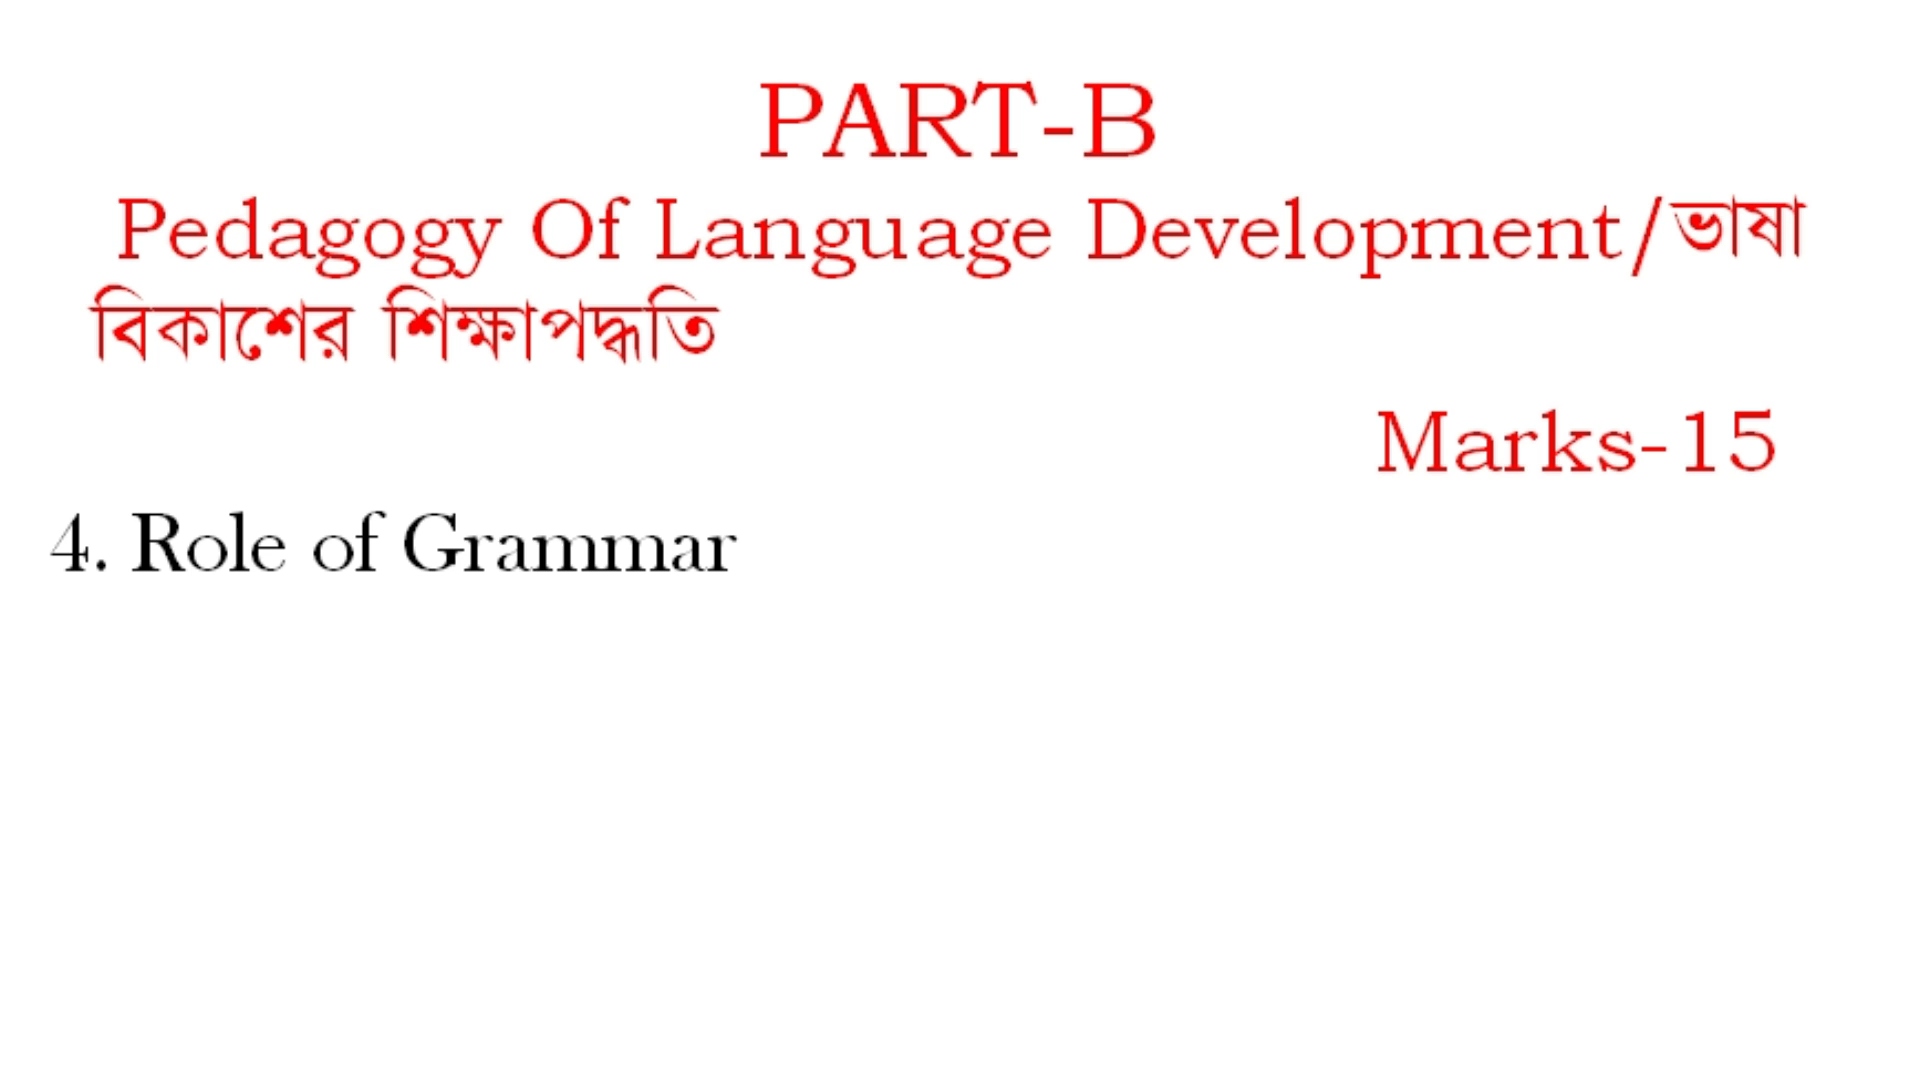 PART-B
Pedagogy Of Language Development/ভাষা
বিকাশের শিক্ষাপদ্ধতি
Marks-15
4. Role of Grammar